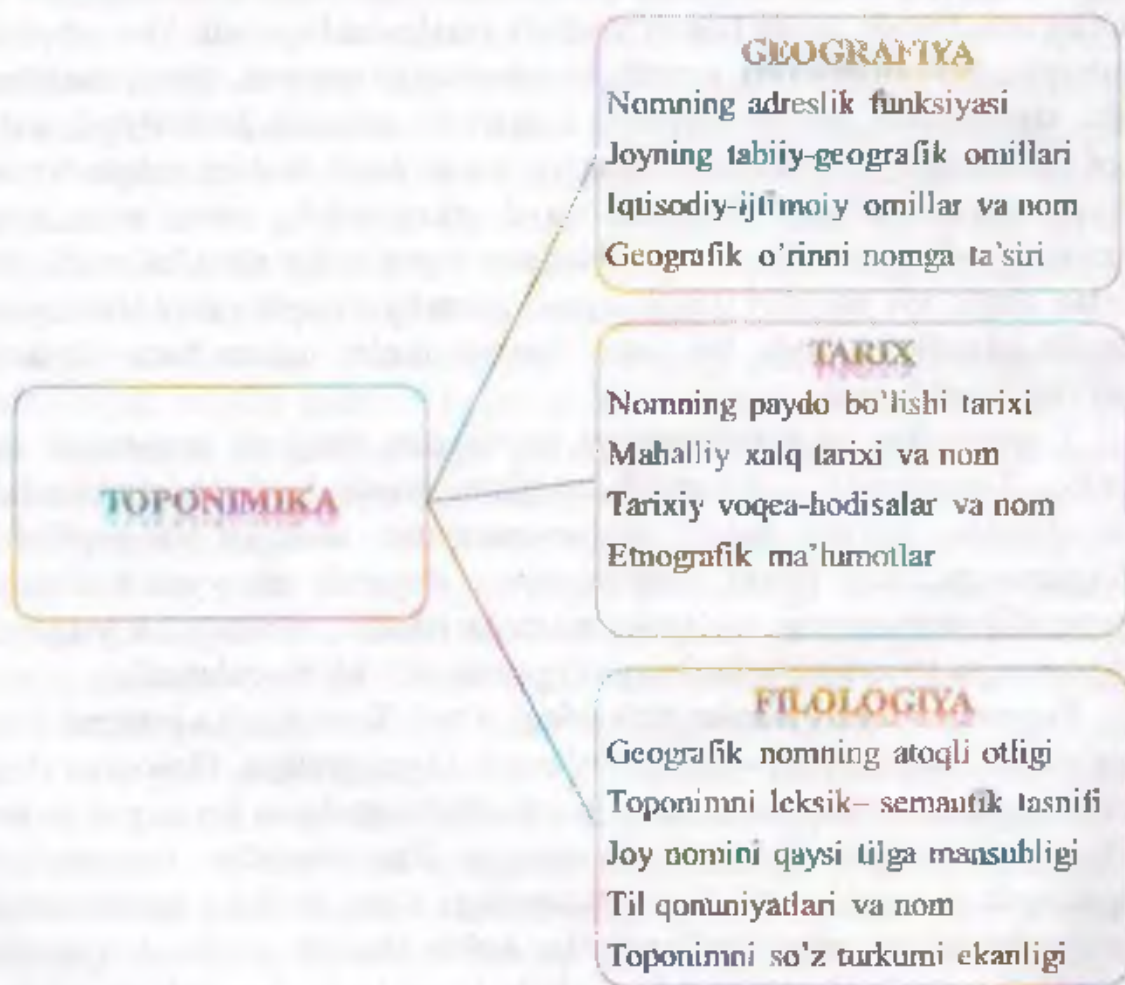 GEOGRAFIYA
Nomning adreslik funksiyasi
Joyning tabiiy-geografik omillari
Iqtisodiy-ijtimoiy omillar va nom
Geografik o'rinni nomga ta'siri
TOPONIMIKA
TARIX
Nomning paydo bo'lishi tarixi
Mahalliy xalq tarixi va nom
Tarixiy voqea-hodisalar va nom
Etnografik ma'lumotlar
FILOLOGIYA
Geografik nomning atoqli otligi
Toponimni leksik– semantik tasnifi
Joy nomini qaysi tilga mansubligi
Til qonuniyatlari va nom
Toponimni so'z turkumi ekanligi